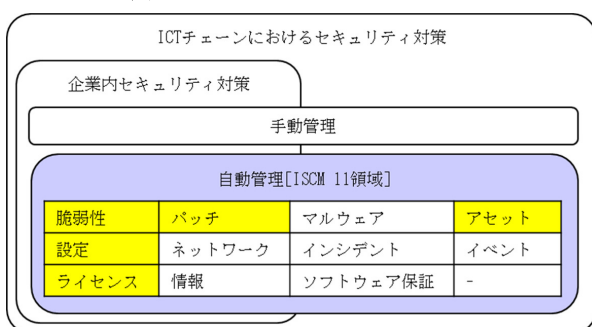 ICTチェーンにおけるセキュリティ対策
企業内セキュリティ対策
手動管理
自動管理[ISCM 11領域]
脆弱性 パッチ マルウェア アセット
設定 ネットワーク インシデント イベント
ライセンス 情報 ソフトウェア保証 -